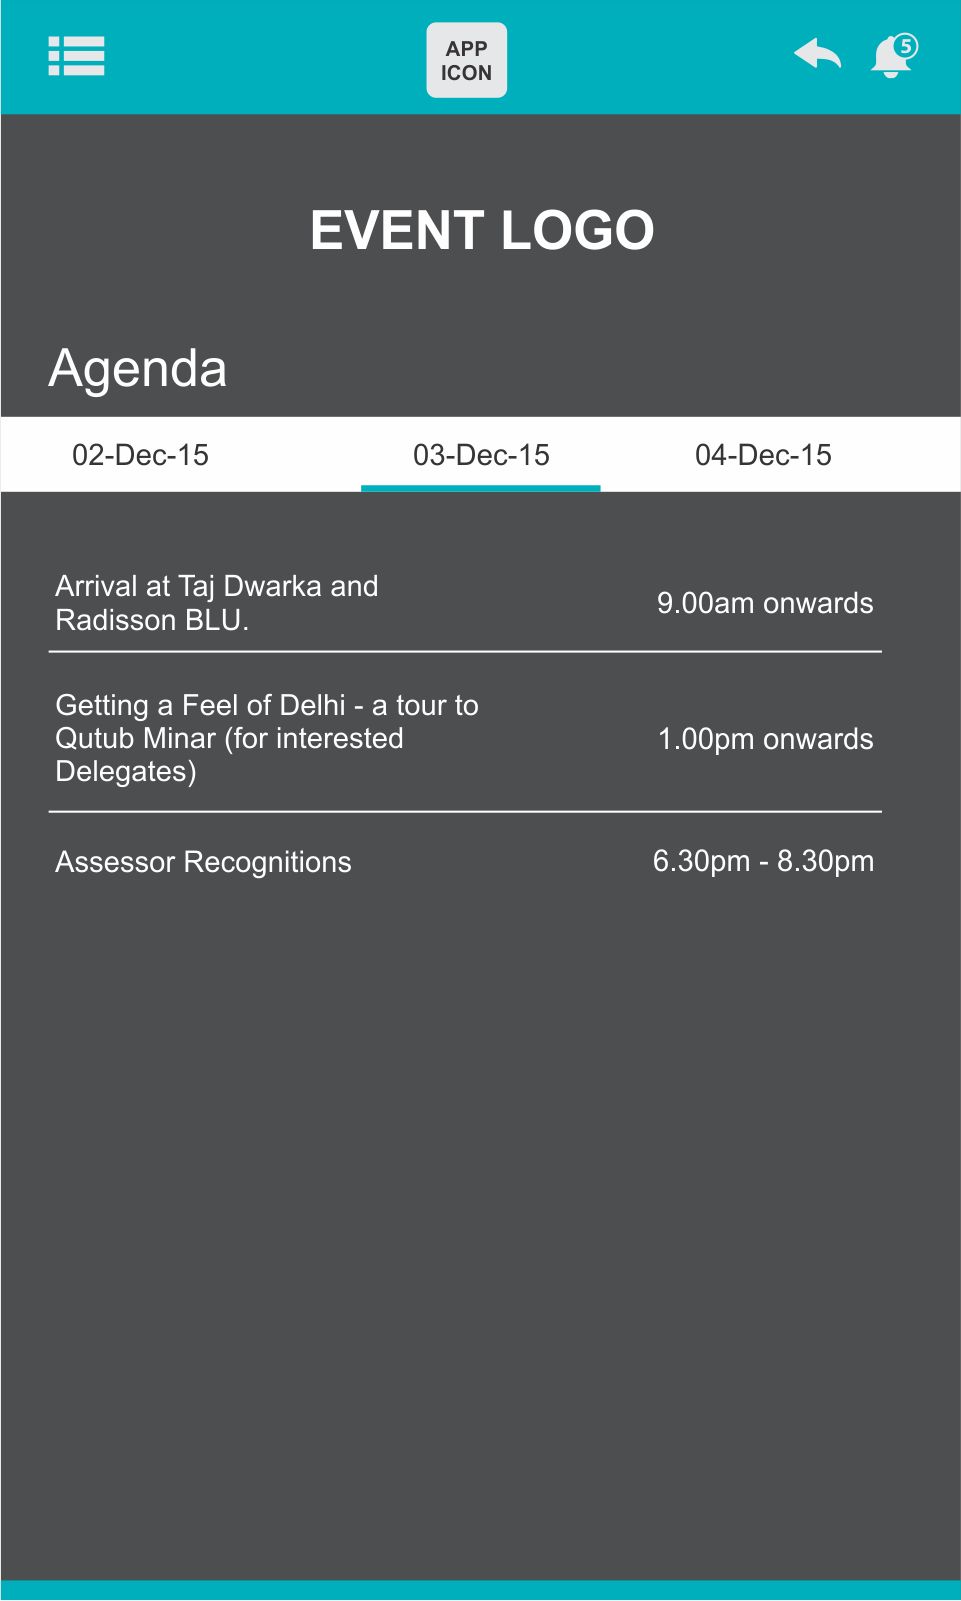 APP
ICON
5
EVENT LOGO
Agenda
02-Dec-15 03-Dec-15 04-Dec-15
Arrival at Taj Dwarka and
Radisson BLU.
9.00am onwards
Getting a Feel of Delhi - a tour to
Qutub Minar (for interested
Delegates)
1.00pm onwards
Assessor Recognitions 6.30pm - 8.30pm